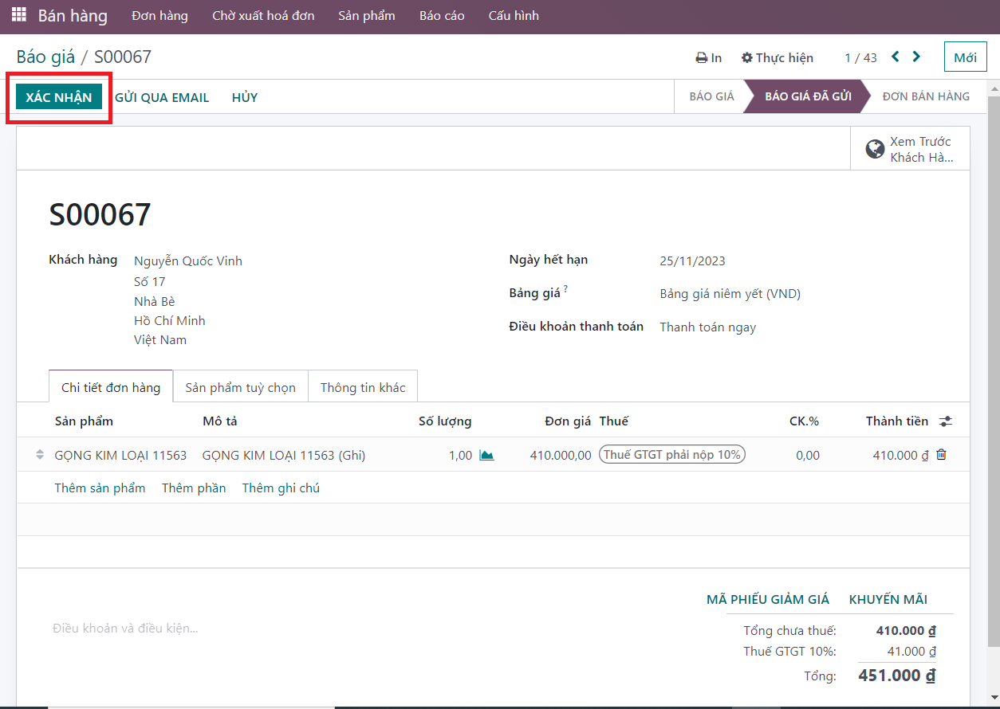 Bán hàng Đơn hàng Chờ xuất hoá đơn Sản phẩm Báo cáo Cấu hình
Báo giá / S00067 In Thực hiện 1 / 43 Mới
XÁC NHẬN GỬI QUA EMAIL HỦY BÁO GIÁ BÁO GIÁ ĐÃ GỬI ĐƠN BÁN HÀNG
Xem Trước
Khách Hà...
S00067
Khách hàng Nguyễn Quốc Vinh
Số 17
Nhà Bè
Hồ Chí Minh
Việt Nam
Ngày hết hạn 25/11/2023
Bảng giá ? Bảng giá niêm yết (VND)
Điều khoản thanh toán Thanh toán ngay
Chi tiết đơn hàng Sản phẩm tuỳ chọn Thông tin khác
Sản phẩm Mô tả Số lượng Đơn giá Thuế CK.% Thành tiền
GỌNG KIM LOẠI 11563 GỌNG KIM LOẠI 11563 (Ghi) 1,00 410.000,00 Thuế GTGT phải nộp 10% 0,00 410.000 ₫
Thêm sản phẩm Thêm phần Thêm ghi chú
MÃ PHIẾU GIẢM GIÁ KHUYẾN MÃI
Điều khoản và điều kiện...
Tổng chưa thuế: 410.000 ₫
Thuế GTGT 10%: 41.000 ₫
Tổng: 451.000 ₫